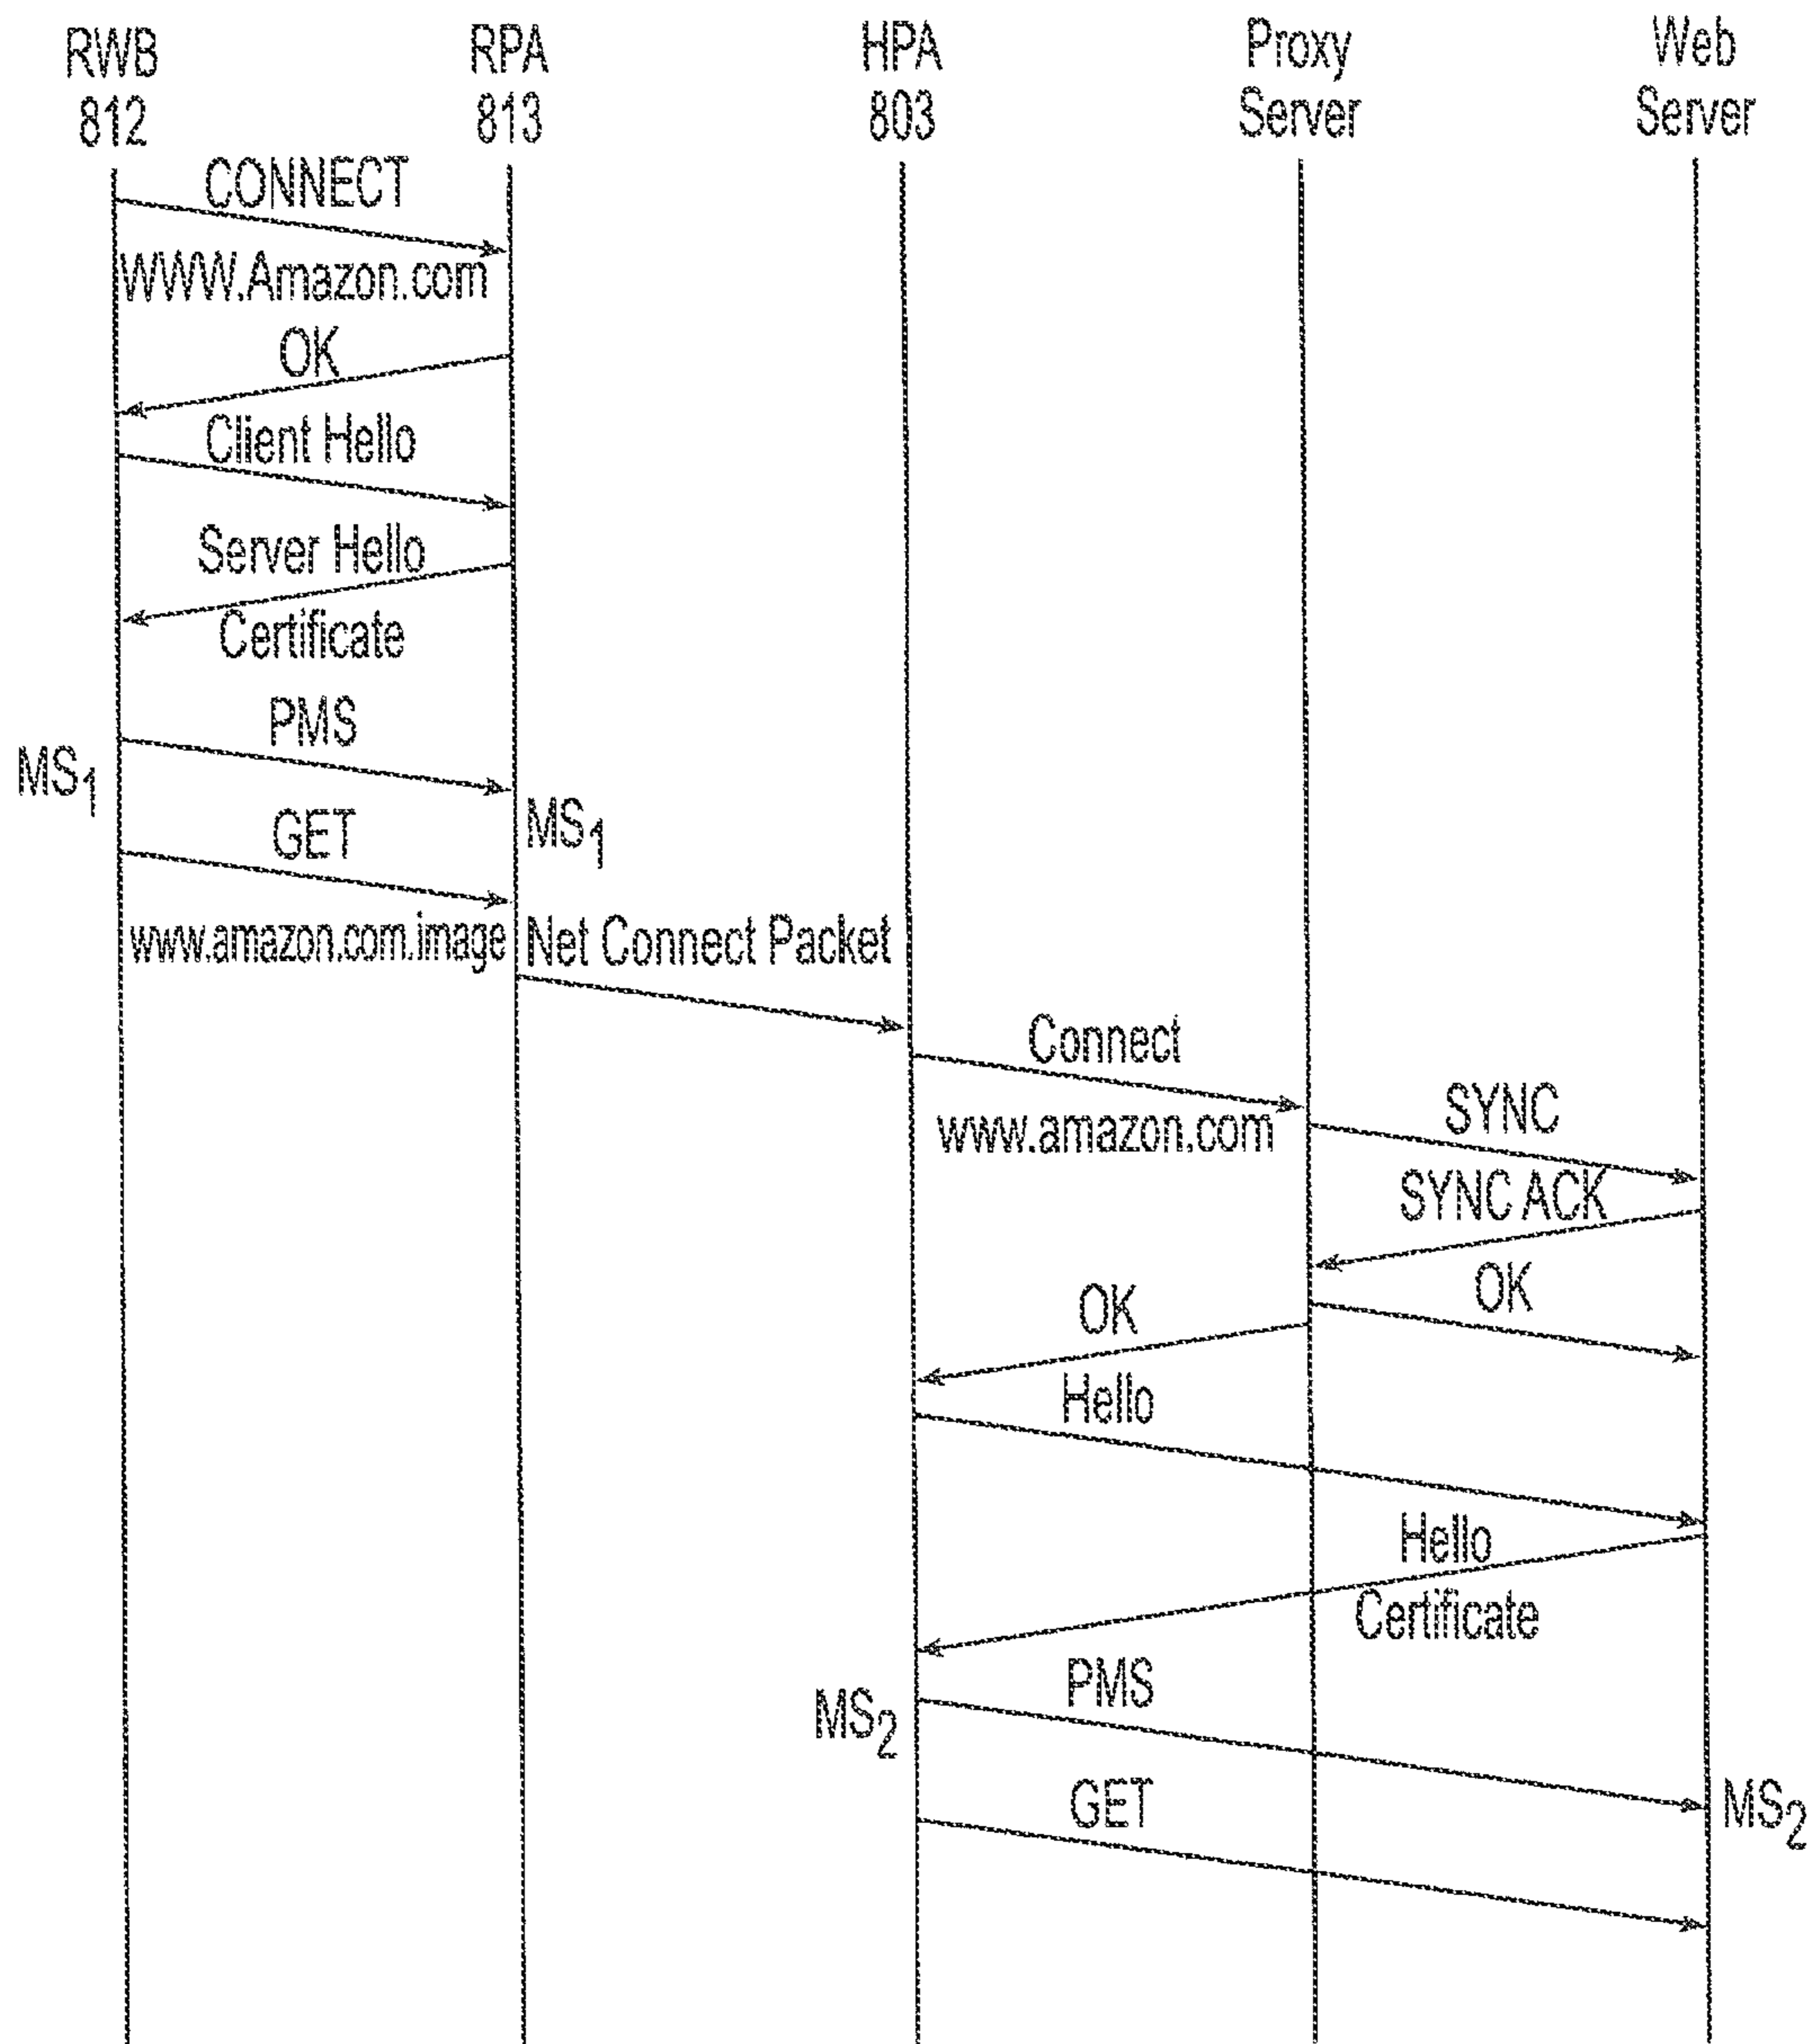 RWB
812
RPA
813
HPA
803
Proxy
Server
Web
Server
CONNECT
WWW.Amazon.com
OK
Client Hello
Server Hello
Certificate
PMS
MS1
MS1
GET
www.amazon.com.image
Net Connect Packet
Connect
www.amazon.com
SYNC
SYNC ACK
OK
OK
Hello
Hello
Certificate
PMS
MS2
MS2
GET